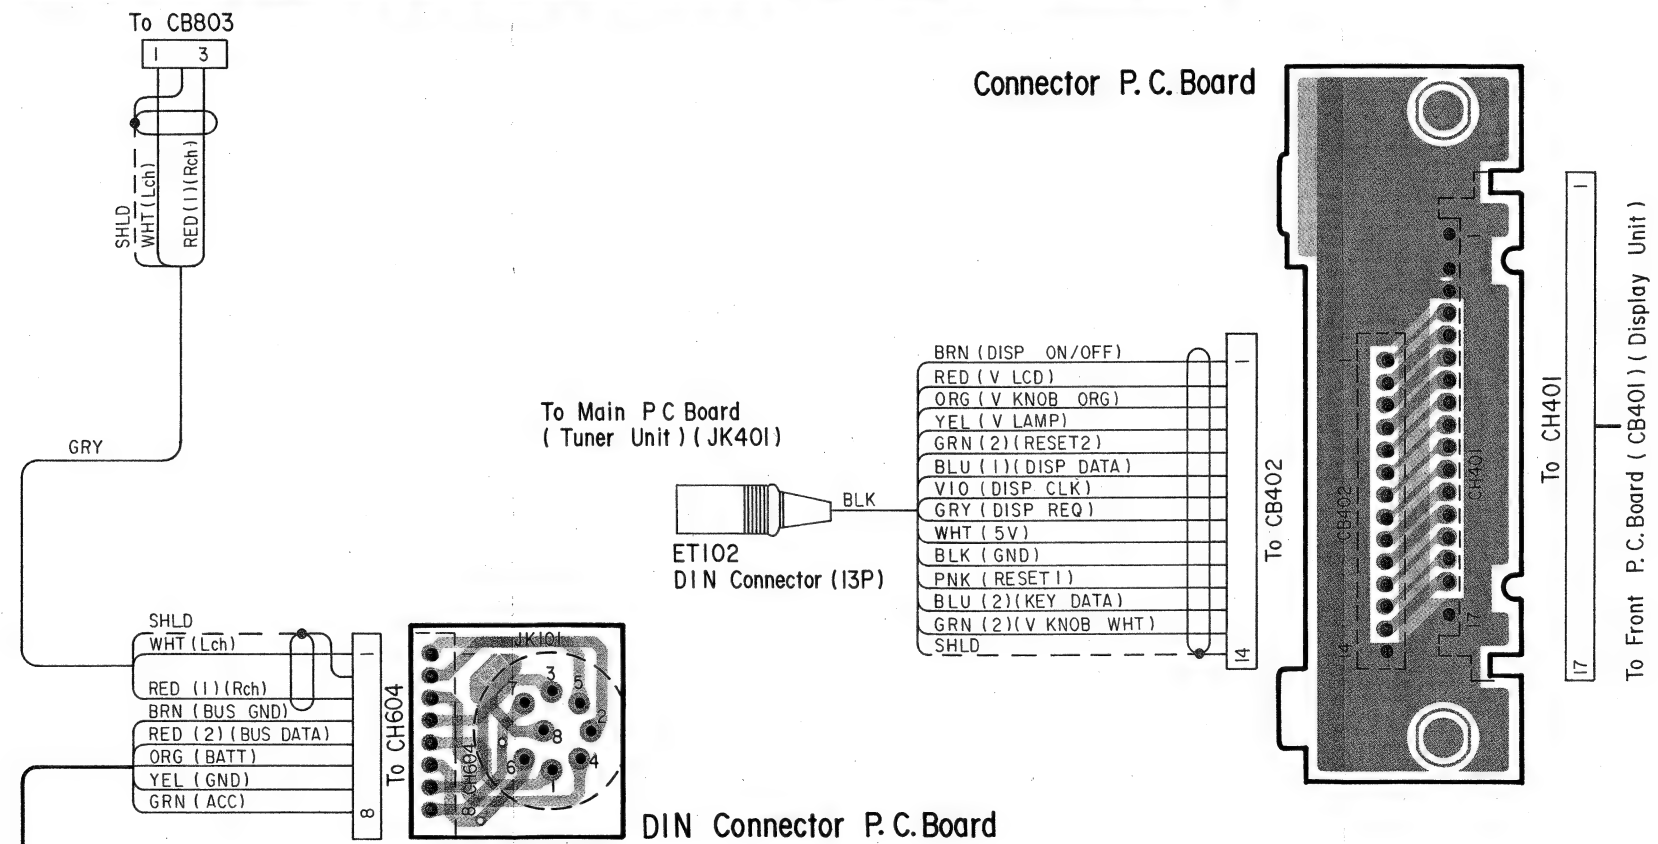 To CB803
1 3
SHLD
WHT (Lch)
RED (1) (Rch)
GRY
SHLD
WHT (Lch)
RED (1) (Rch)
BRN (BUS GND)
RED (2) (BUS DATA)
ORG (BATT)
YEL (GND)
GRN (ACC)
1
8
To CH604
JK101
3
5
7
2
8
6
4
1
8 CH604
DIN Connector P.C.Board
To Main PC Board
(Tuner Unit) (JK401)
BLK
ET102
DIN Connector (13P)
BRN (DISP ON/OFF)
RED (V LCD)
ORG (V KNOB ORG)
YEL (V LAMP)
GRN (2) (RESET2)
BLU (1) (DISP DATA)
VIO (DISP CLK)
GRY (DISP REQ)
WHT (5V)
BLK (GND)
PNK (RESET1)
BLU (2) (KEY DATA)
GRN (2) (V KNOB WHT)
SHLD
1
14
To CB402
Connector P.C.Board
1
CB402
14
1
CH401
17
To CH401
1
17
To Front P.C.Board (CB401) (Display Unit)